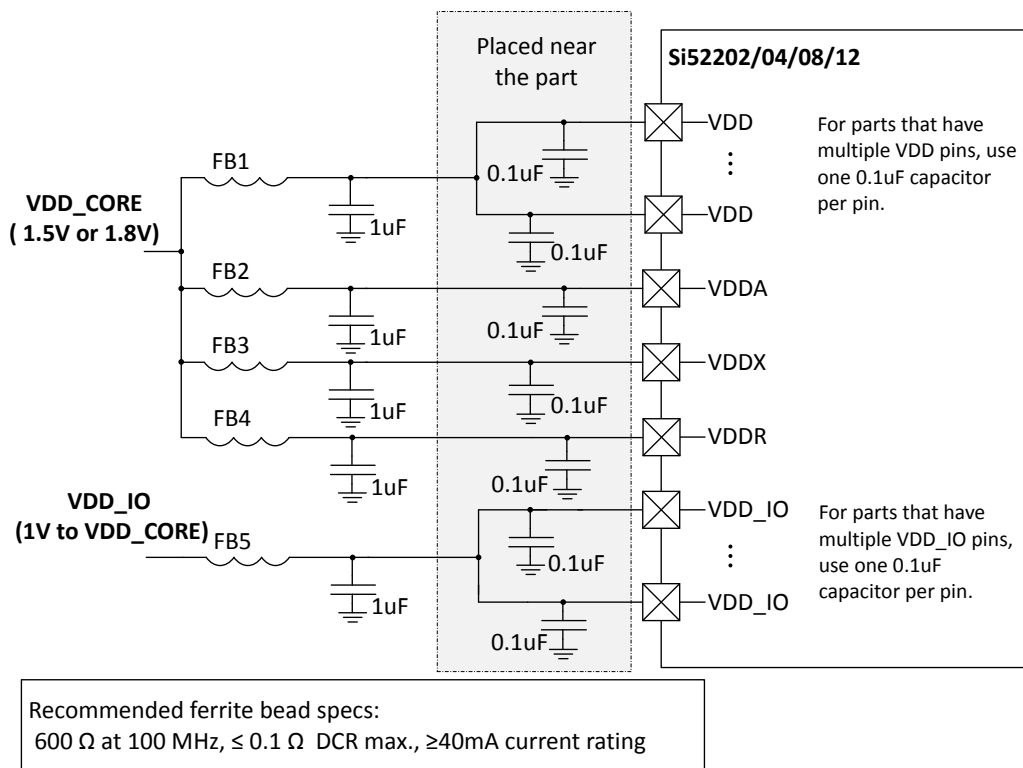 Placed near
the part
Si52202/04/08/12
VDD
For parts that have
multiple VDD pins, use
one 0.1uF capacitor
per pin.
FB1
0.1uF
VDD_CORE
( 1.5V or 1.8V)
1uF
VDD
0.1uF
FB2
VDDA
1uF
0.1uF
FB3
VDDX
1uF
0.1uF
FB4
VDDR
1uF
0.1uF
VDD_IO
(1V to VDD_CORE)
VDD_IO
For parts that have
multiple VDD_IO pins,
use one 0.1uF
capacitor per pin.
FB5
0.1uF
1uF
VDD_IO
0.1uF
Recommended ferrite bead specs:
600 Ω at 100 MHz, ≤ 0.1 Ω  DCR max., ≥40mA current rating